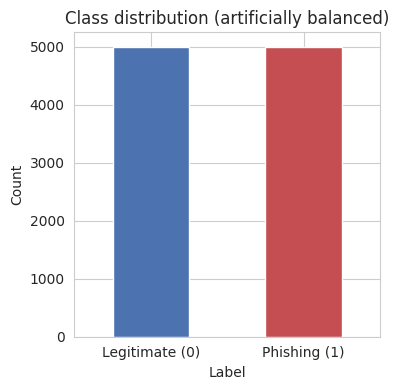 Class distribution (artificially balanced)
5000
4000
3000
2000
1000
0
Count
Legitimate (0) Phishing (1)
Label